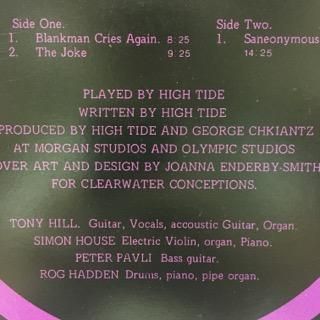 Side One.
1. Blankman Cries Again. 8:25
2. The Joke 9:25
Side Two.
1. Saneonymous
14:25
PLAYED BY HIGH TIDE
WRITTEN BY HIGH TIDE
PRODUCED BY HIGH TIDE AND GEORGE CHKIANTZ
AT MORGAN STUDIOS AND OLYMPIC STUDIOS
OVER ART AND DESIGN BY JOANNA ENDERBY-SMITH
FOR CLEARWATER CONCEPTIONS.
TONY HILL. Guitar, Vocals, accoustic Guitar, Organ.
SIMON HOUSE Electric Violin, organ, Piano.
PETER PAVLI Bass guitar.
ROG HADDEN Drums, piano, pipe organ.